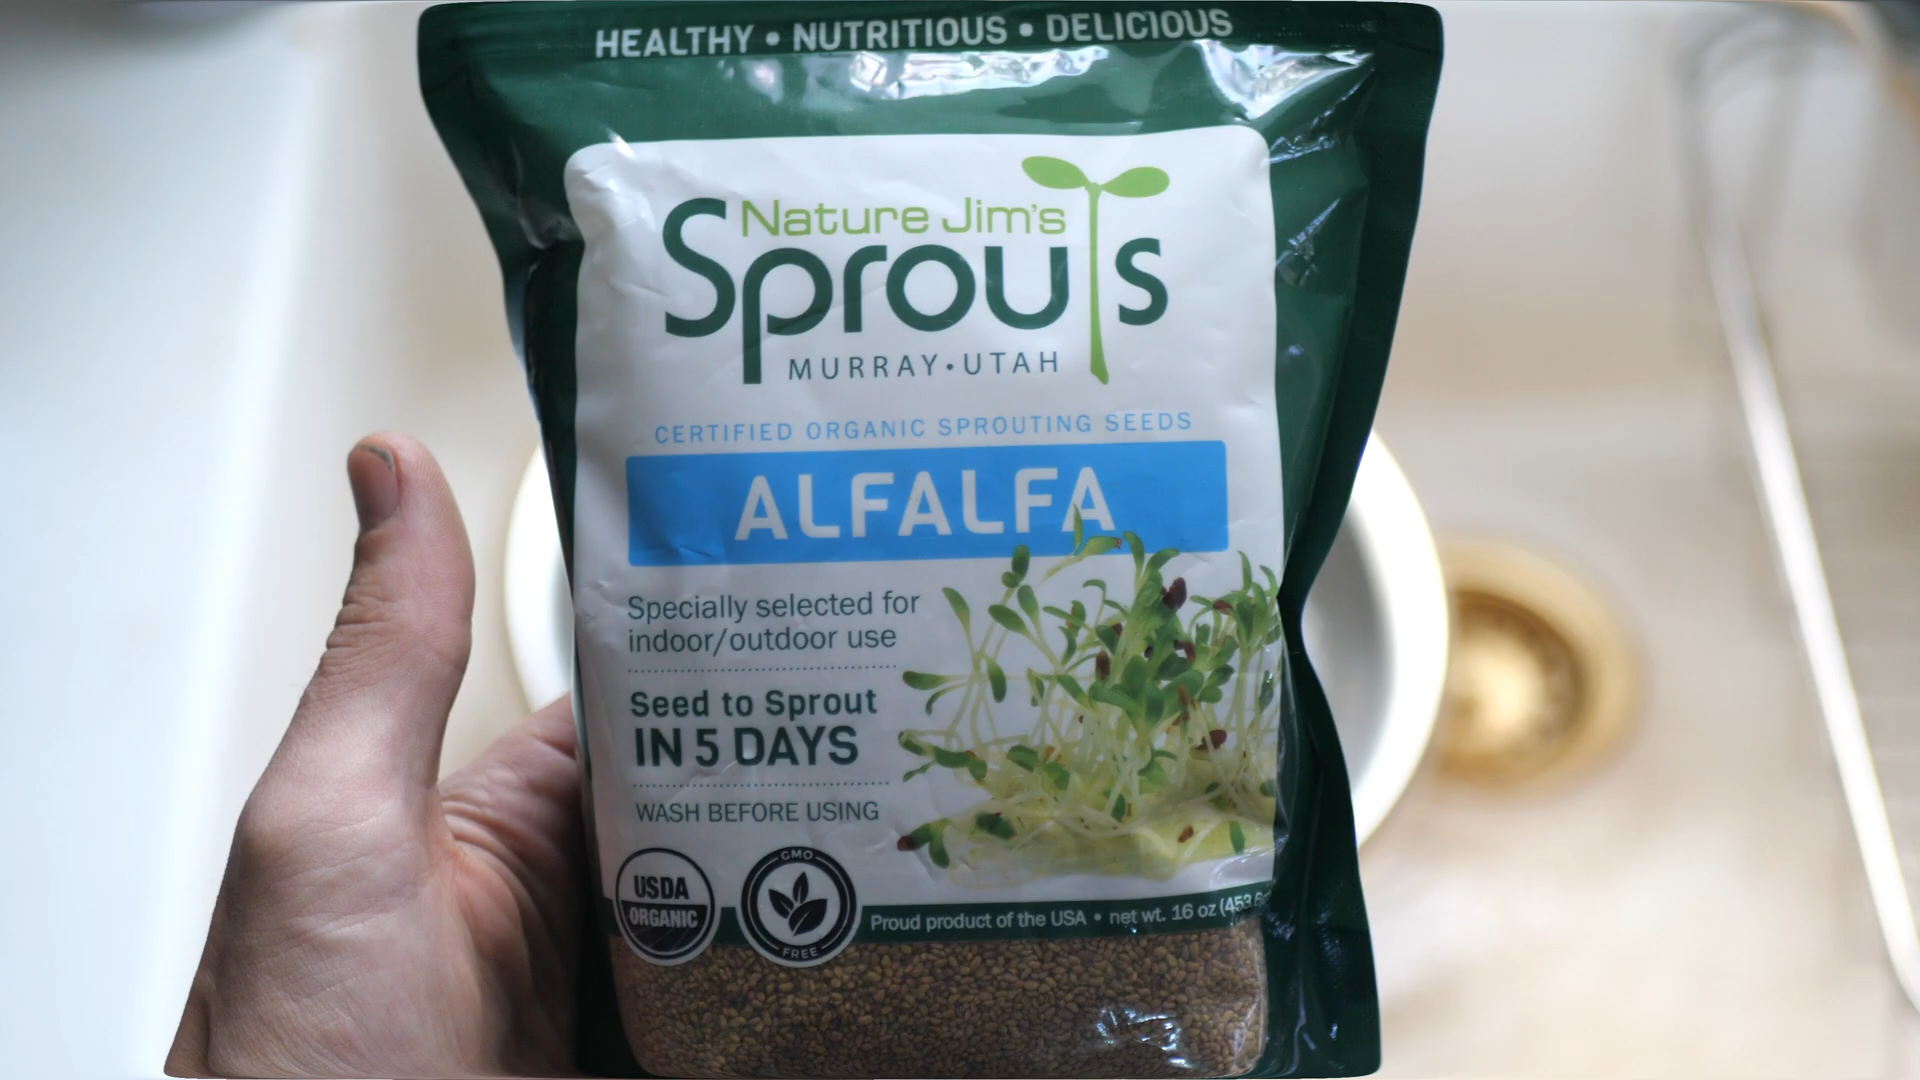 HEALTHY • NUTRITIOUS • DELICIOUS
Nature Jim's
Sprouts
MURRAY • UTAH
CERTIFIED ORGANIC SPROUTING SEEDS
ALFALFA
Specially selected for
indoor/outdoor use
Seed to Sprout
IN 5 DAYS
WASH BEFORE USING
USDA
ORGANIC
GMO
FREE
Proud product of the USA • net wt. 16 oz (453.6